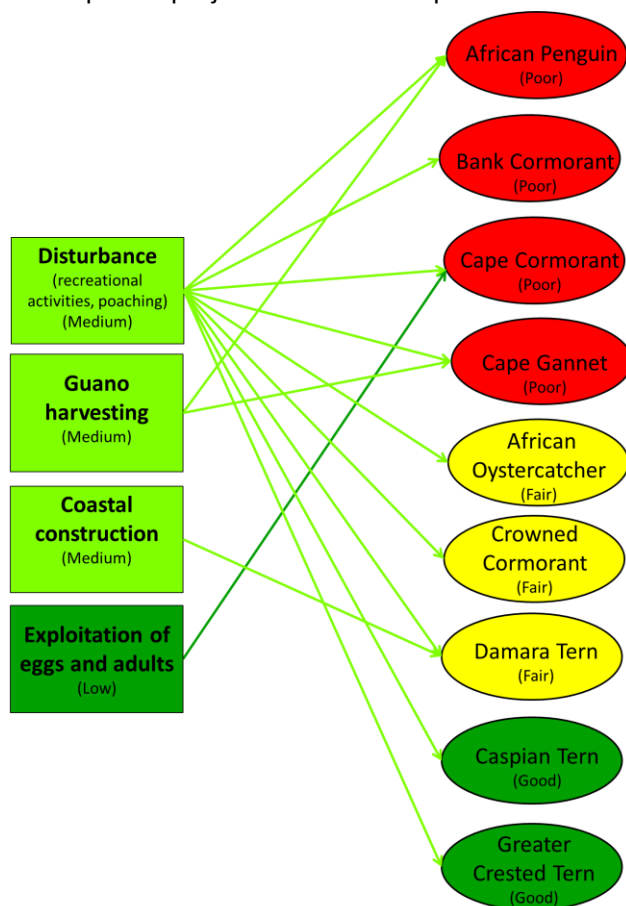 African Penguin
(Poor)
Bank Cormorant
(Poor)
Disturbance
(recreational
activities, poaching)
(Medium)
Cape Cormorant
(Poor)
Guano
harvesting
(Medium)
Cape Gannet
(Poor)
African
Oystercatcher
(Fair)
Coastal
construction
(Medium)
Crowned
Cormorant
(Fair)
Exploitation of
eggs and adults
(Low)
Damara Tern
(Fair)
Caspian Tern
(Good)
Greater
Crested Tern
(Good)